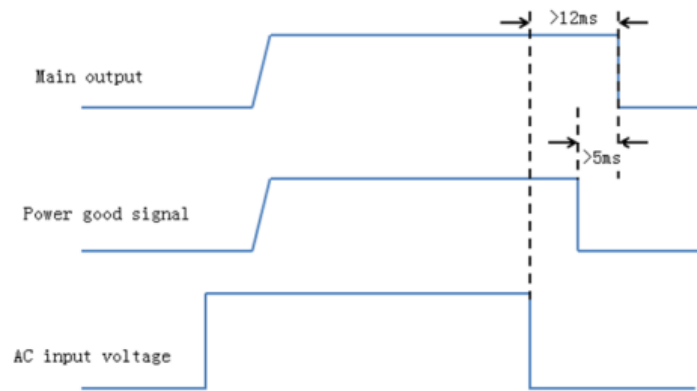 >12ms
Main output
>5ms
Power good signal
AC input voltage